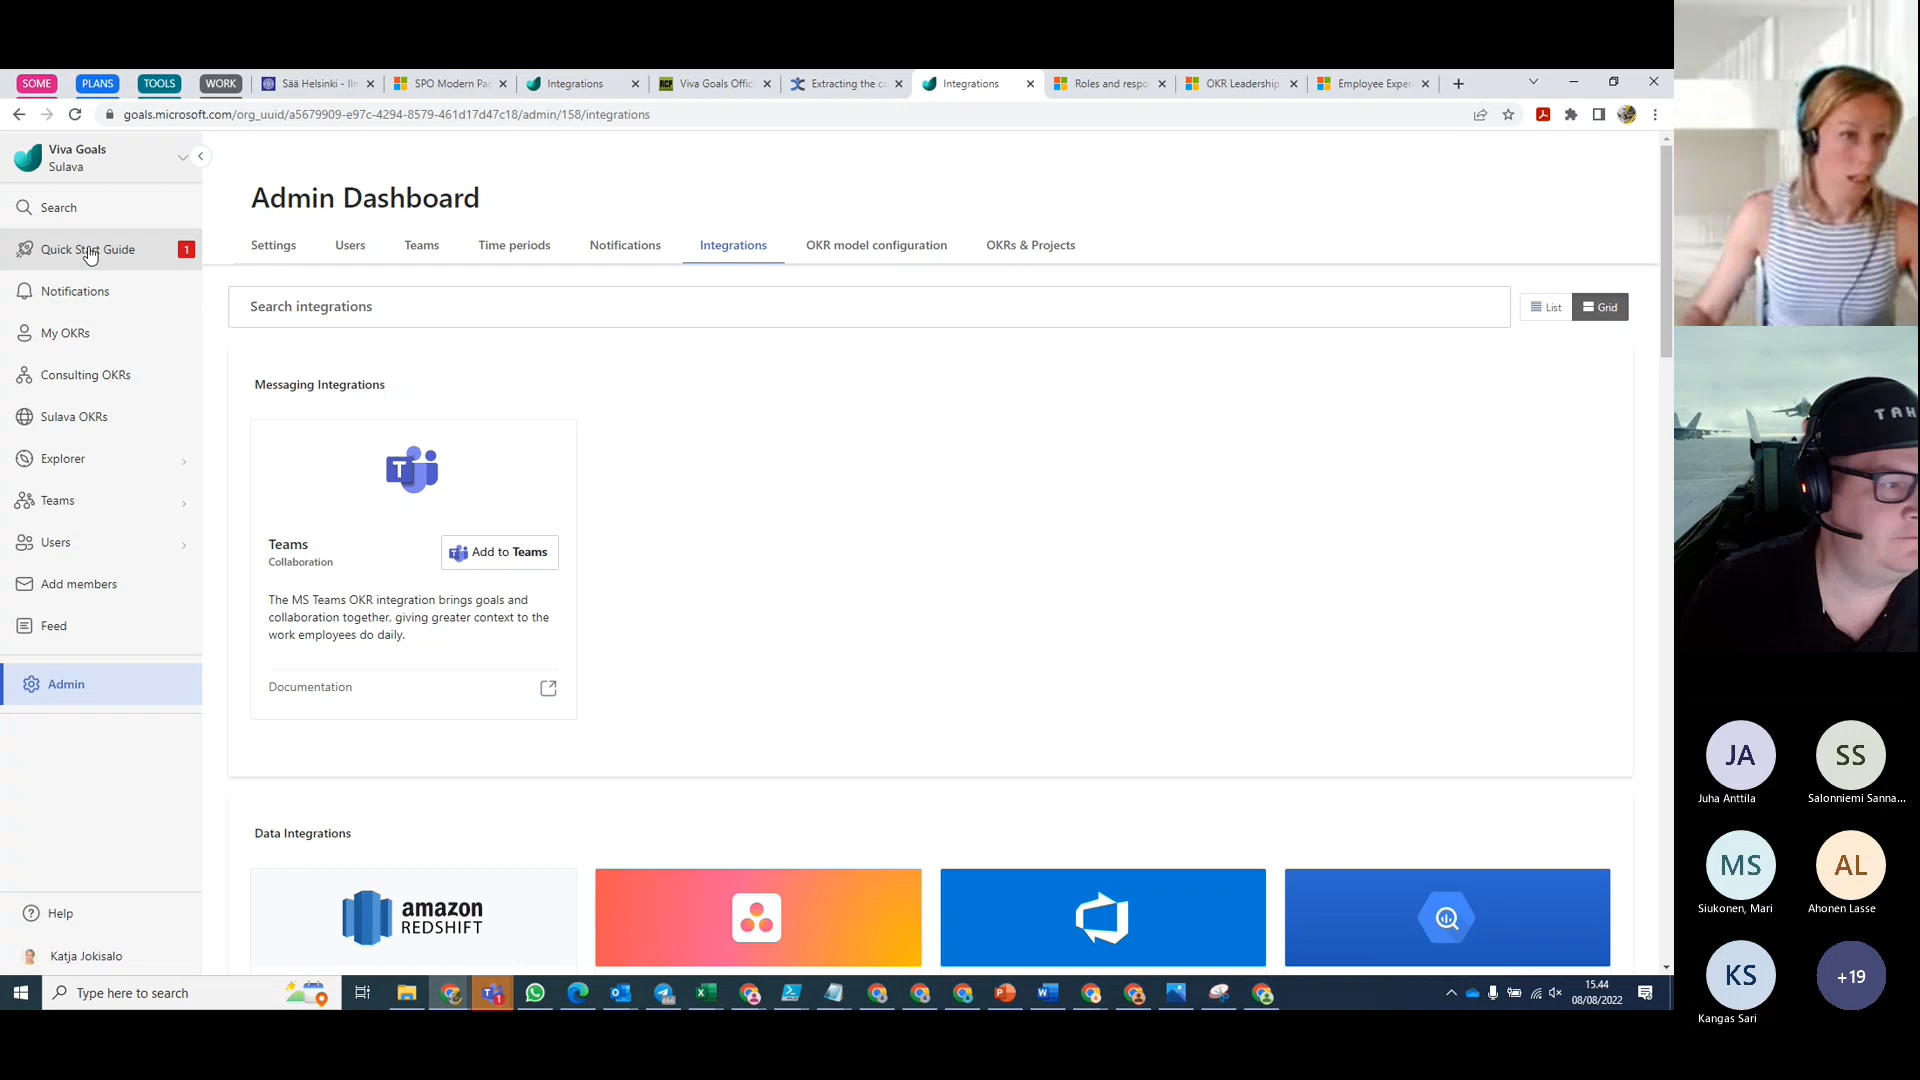 SOME
PLANS
TOOLS
WORK
Sää Helsinki - Iln
SPO Modern Pa
Integrations
Viva Goals Offic
Extracting the co
Integrations
Roles and respo
OKR Leadership
Employee Exper
goals.microsoft.com/org_uuid/a5679909-e97c-4294-8579-461d17d47c18/admin/158/integrations
Viva Goals
Sulava
Search
Quick Start Guide
1
Notifications
My OKRs
Consulting OKRs
Sulava OKRs
Explorer
Teams
Users
Add members
Feed
Admin
Help
Katja Jokisalo
Admin Dashboard
Settings
Users
Teams
Time periods
Notifications
Integrations
OKR model configuration
OKRs & Projects
Search integrations
List
Grid
Messaging Integrations
T
Teams
Collaboration
Add to Teams
The MS Teams OKR integration brings goals and
collaboration together, giving greater context to the
work employees do daily.
Documentation
Data Integrations
amazon
REDSHIFT
Type here to search
15.44
08/08/2022
TAH
JA
Juha Anttila
SS
Salonniemi Sanna...
MS
Siukonen, Mari
AL
Ahonen Lasse
KS
Kangas Sari
+19